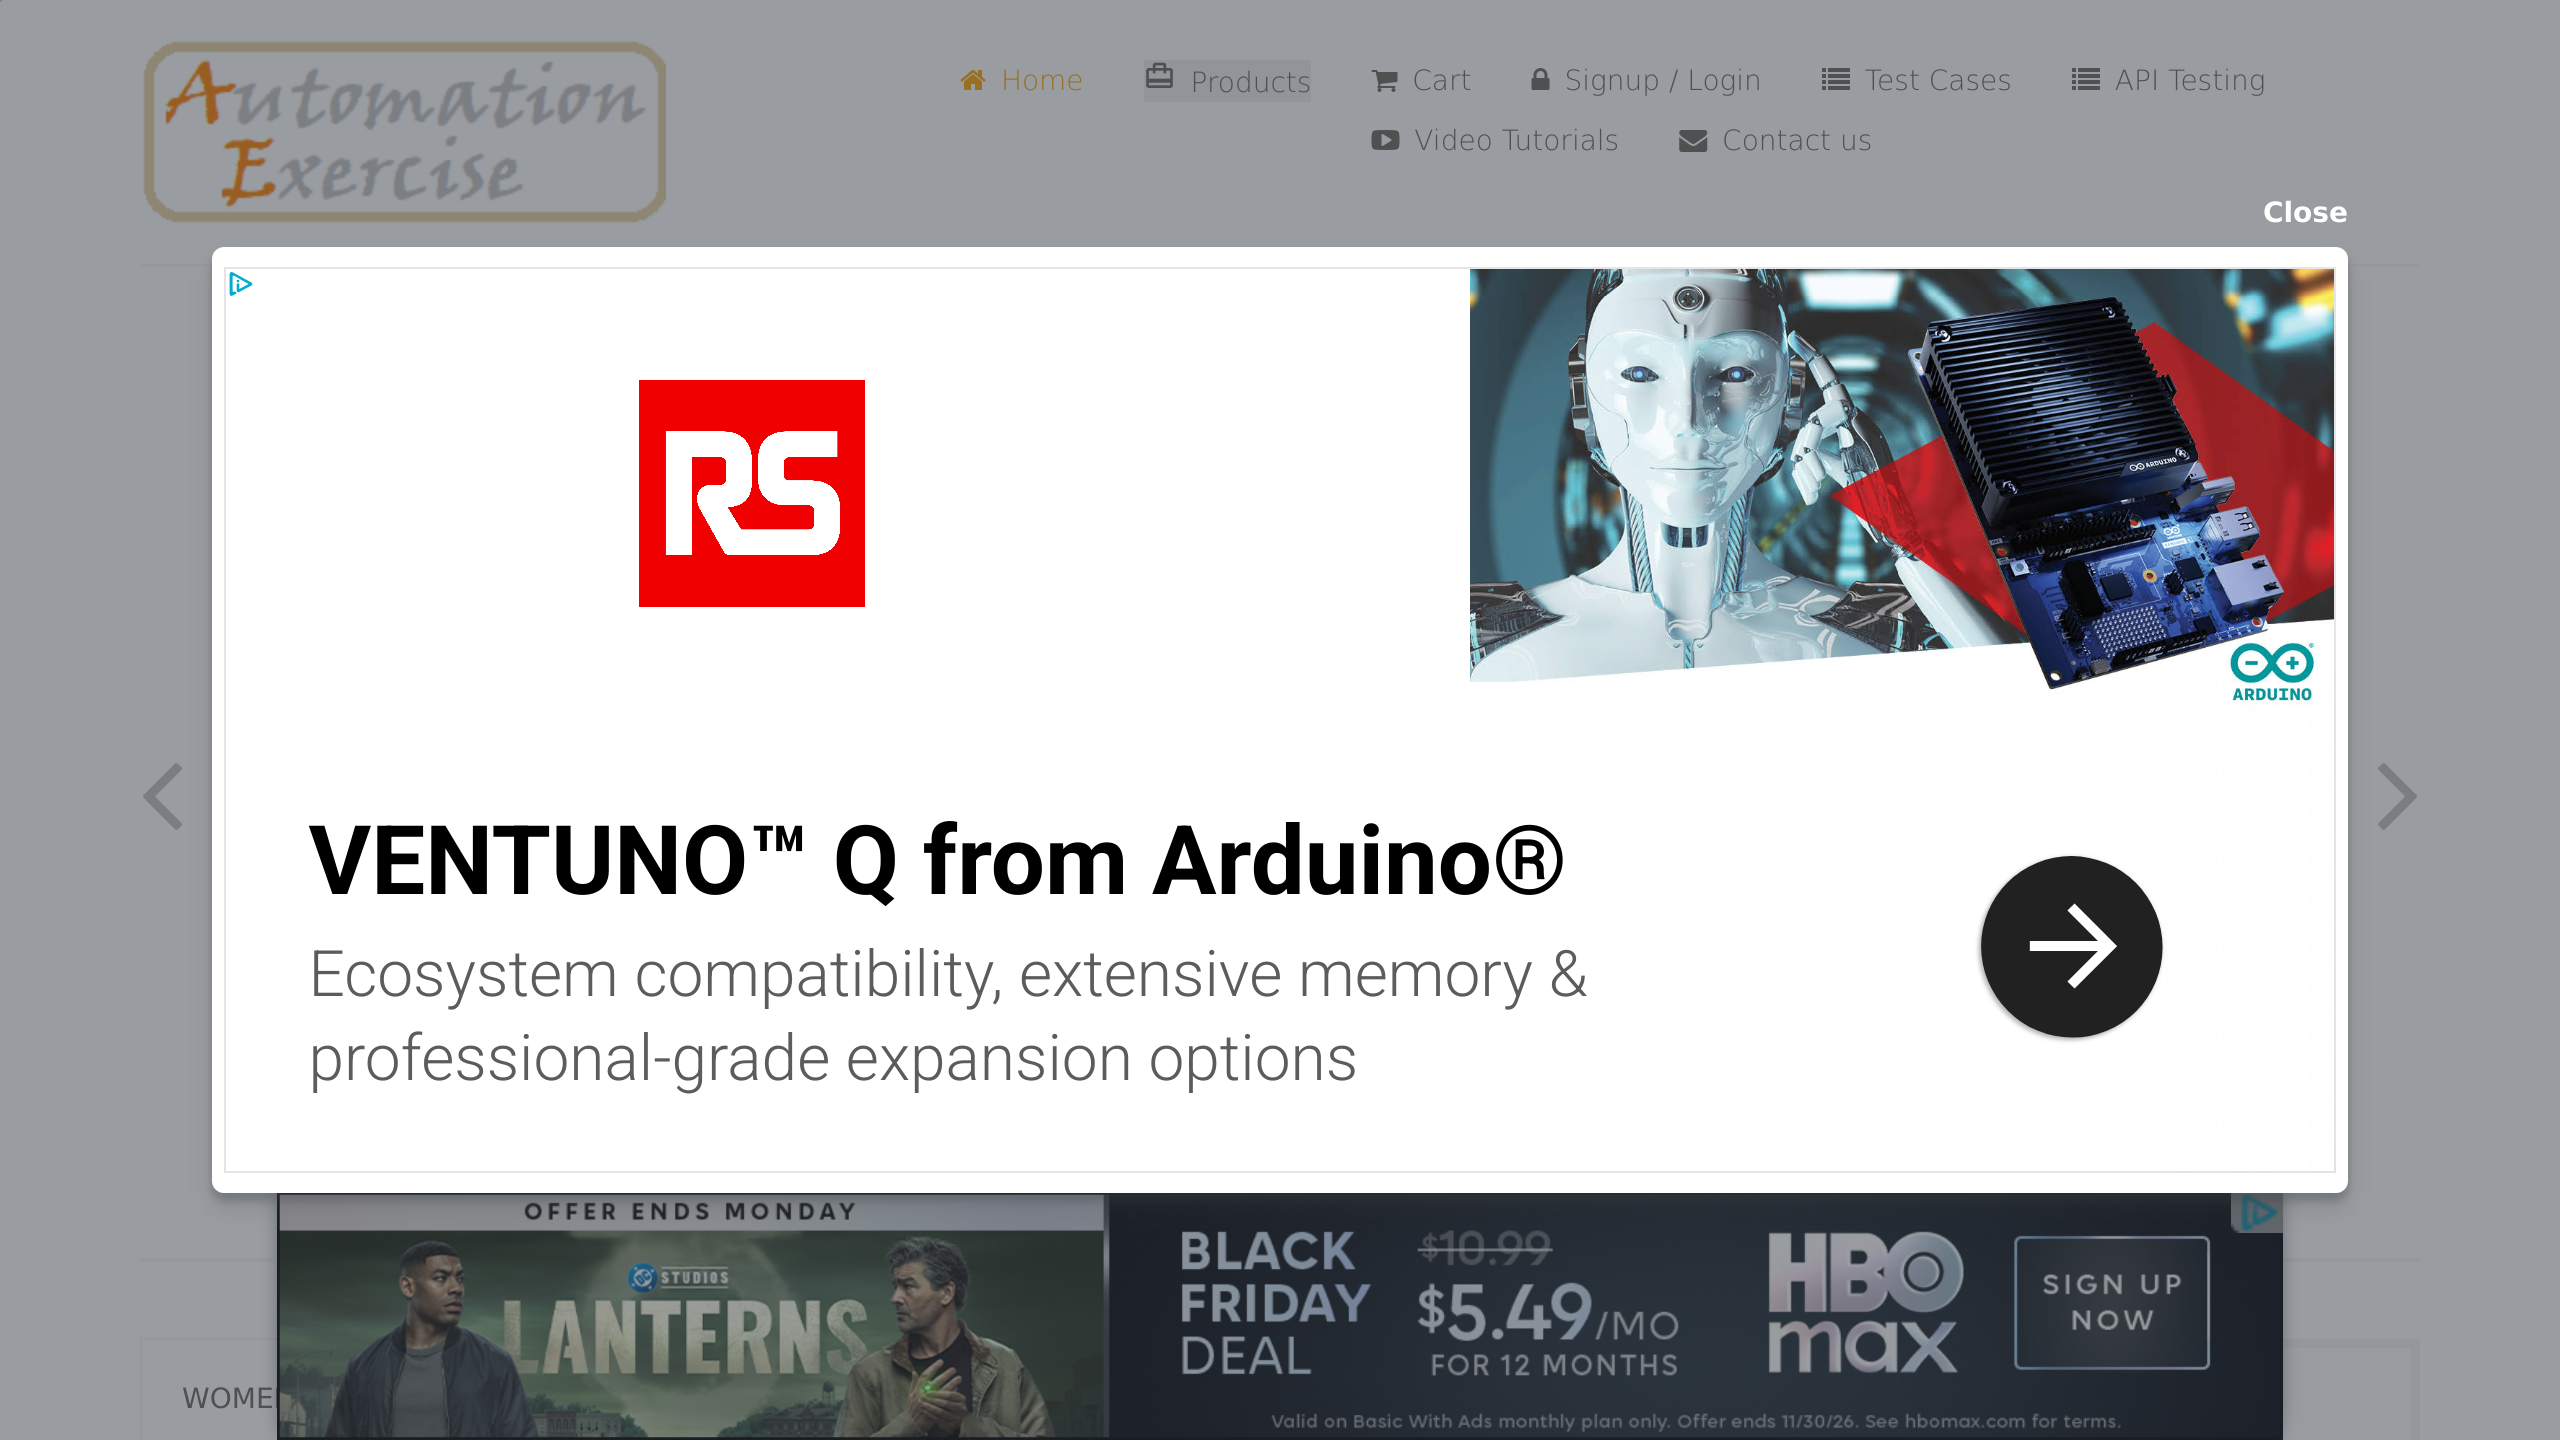 Automation
Exercise
Home
Products
Cart
Signup / Login
Test Cases
API Testing
Video Tutorials
Contact us
Close
RS
ARDUINO
ARDUINO
VENTUNO™ Q from Arduino®
Ecosystem compatibility, extensive memory &
professional-grade expansion options
OFFER ENDS MONDAY
DC STUDIOS
LANTERNS
BLACK
FRIDAY
DEAL
$10.99
$5.49/MO
FOR 12 MONTHS
HBO
max
SIGN UP
NOW
Valid on Basic With Ads monthly plan only. Offer ends 11/30/26. See hbomax.com for terms.